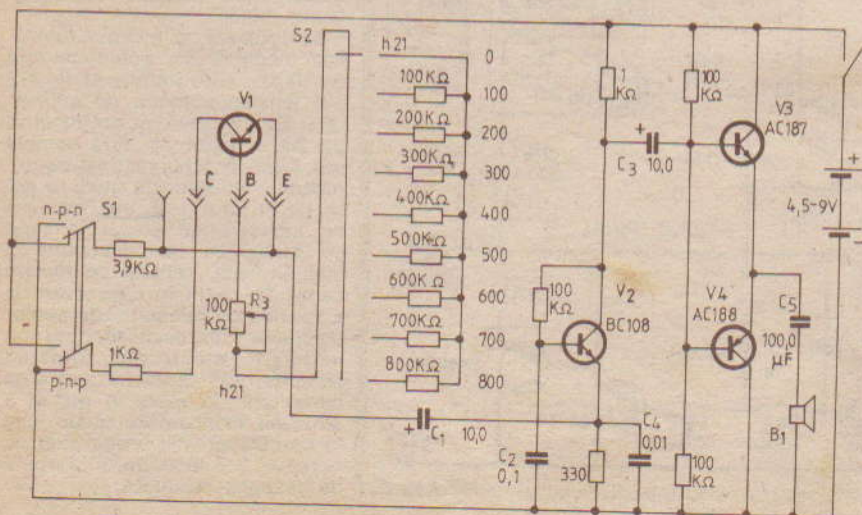 S2
h21
0
100KΩ
100
200KΩ
200
300KΩ
300
400KΩ
400
500KΩ
500
600KΩ
600
700KΩ
700
800KΩ
800
V1
C
B
E
n-p-n
S1
3,9KΩ
-
p-n-p
1KΩ
100
KΩ
R3
h21
+
C1
10,0
1
KΩ
100
KΩ
+
C3
10,0
V3
AC187
+
4,5-9V
-
100
KΩ
V2
BC108
V4
AC188
C5
100,0
μF
B1
C2
0,1
330
C4
0,01
100
KΩ